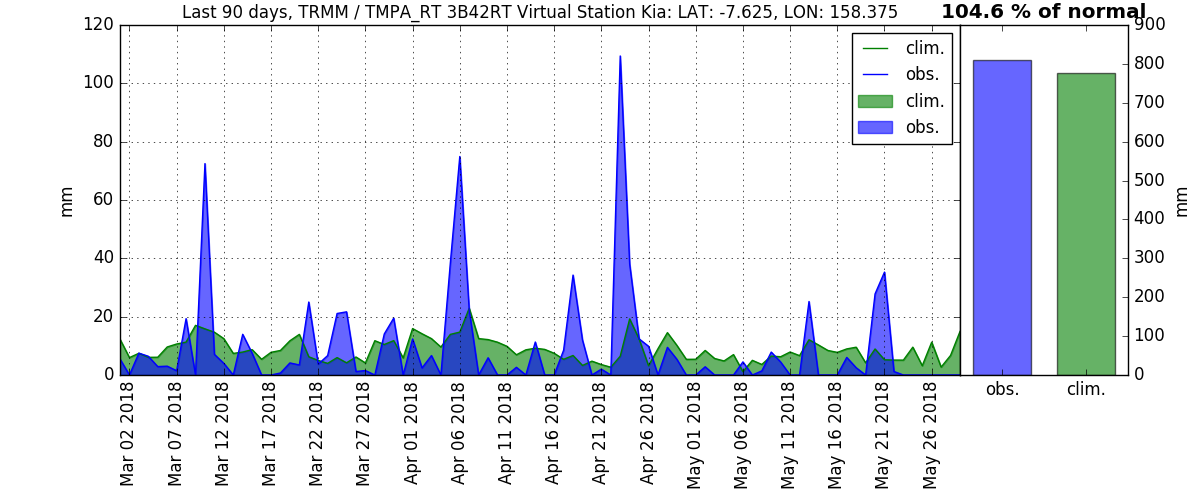 Last 90 days, TRMM / TMPA_RT 3B42RT Virtual Station Kia: LAT: -7.625, LON: 158.375
104.6 % of normal
mm
120
100
80
60
40
20
0
clim.
obs.
clim.
obs.
Mar 02 2018
Mar 07 2018
Mar 12 2018
Mar 17 2018
Mar 22 2018
Mar 27 2018
Apr 01 2018
Apr 06 2018
Apr 11 2018
Apr 16 2018
Apr 21 2018
Apr 26 2018
May 01 2018
May 06 2018
May 11 2018
May 16 2018
May 21 2018
May 26 2018
900
800
700
600
500
400
300
200
100
0
mm
obs.
clim.